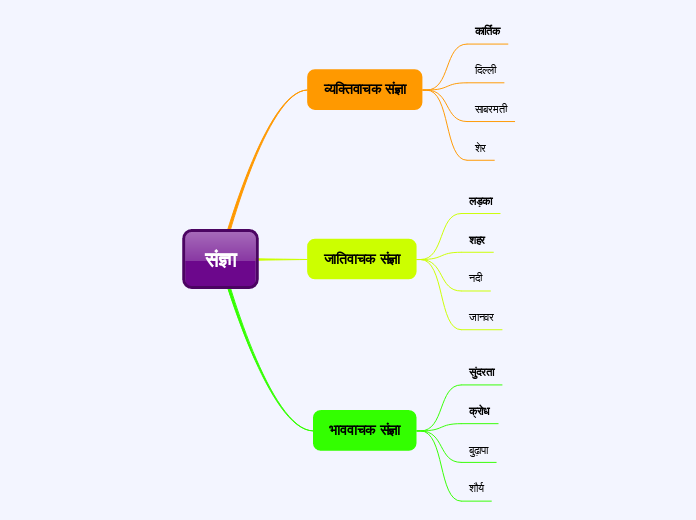 संज्ञा
व्यक्तिवाचक संज्ञा
कार्तिक
दिल्ली
साबरमती
शेर
जातिवाचक संज्ञा
लड़का
शहर
नदी
जानवर
भाववाचक संज्ञा
सुंदरता
क्रोध
बुढ़ापा
शौर्य